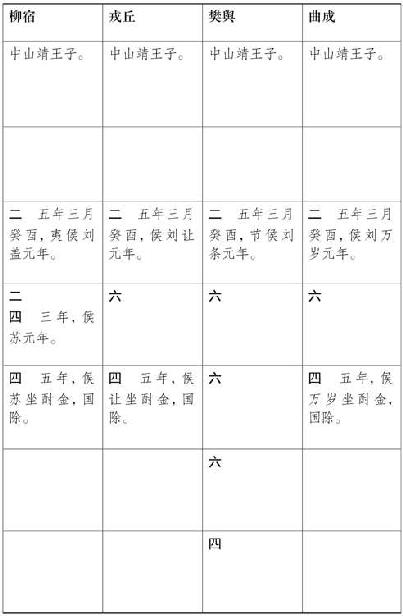 柳宿 戎丘 樊舆 曲成
中山靖王子。 中山靖王子。 中山靖王子。 中山靖王子。
二 五年三月 二 五年三月 二 五年三月 二 五年三月
癸酉，夷侯刘 癸酉，侯刘让 癸酉，节侯刘 癸酉，侯刘万
盖元年。 元年。 条元年。 岁元年。
二 六 六 六
四 三年，侯
苏元年。
四 五年，侯 四 五年，侯 六 四 五年，侯
苏坐酎金，国 让坐酎金，国 万岁坐酎金，
除。 除。 国除。
六
四